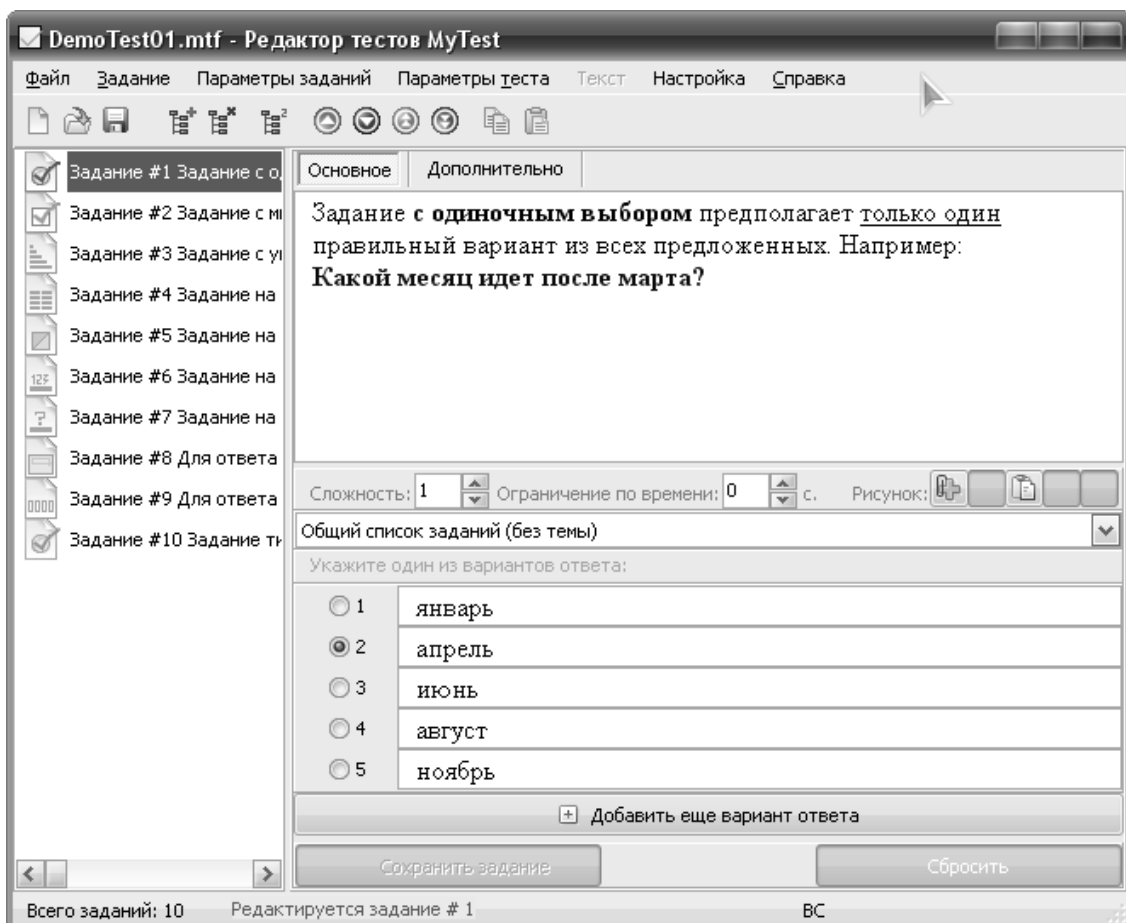 DemoTest01.mtf - Редактор тестов MyTest
Файл Задание Параметры заданий Параметры теста Текст Настройка Справка
Задание #1 Задание с о
Задание #2 Задание с м
Задание #3 Задание с у
Задание #4 Задание на
Задание #5 Задание на
Задание #6 Задание на
Задание #7 Задание на
Задание #8 Для ответа
Задание #9 Для ответа
Задание #10 Задание ти
Основное Дополнительно
Задание с одиночным выбором предполагает только один
правильный вариант из всех предложенных. Например:
Какой месяц идет после марта?
Сложность: 1 Ограничение по времени: 0 с. Рисунок:
Общий список заданий (без темы)
Укажите один из вариантов ответа:
1 январь
2 апрель
3 июнь
4 август
5 ноябрь
Добавить еще вариант ответа
Сохранить задание Сбросить
Всего заданий: 10 Редактируется задание # 1 ВС